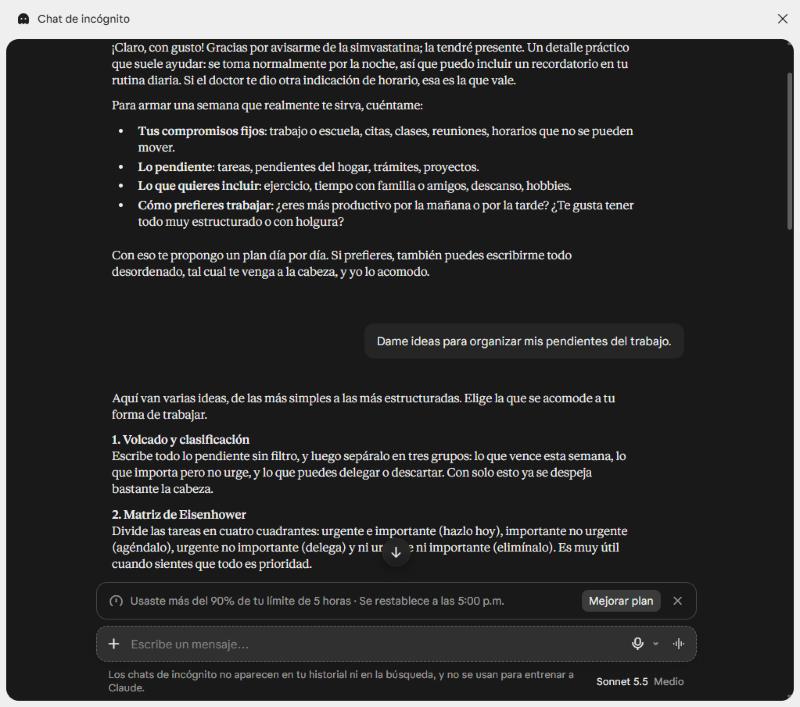 Chat de incógnito
¡Claro, con gusto! Gracias por avisarme de la simvastatina; la tendré presente. Un detalle práctico
que suele ayudar: se toma normalmente por la noche, así que puedo incluir un recordatorio en tu
rutina diaria. Si el doctor te dio otra indicación de horario, esa es la que vale.
Para armar una semana que realmente te sirva, cuéntame:
• Tus compromisos fijos: trabajo o escuela, citas, clases, reuniones, horarios que no se pueden
mover.
• Lo pendiente: tareas, pendientes del hogar, trámites, proyectos.
• Lo que quieres incluir: ejercicio, tiempo con familia o amigos, descanso, hobbies.
• Cómo prefieres trabajar: ¿eres más productivo por la mañana o por la tarde? ¿Te gusta tener
todo muy estructurado o con holgura?
Con eso te propongo un plan día por día. Si prefieres, también puedes escribirme todo
desordenado, tal cual te venga a la cabeza, y yo lo acomodo.
Dame ideas para organizar mis pendientes del trabajo.
Aquí van varias ideas, de las más simples a las más estructuradas. Elige la que se acomode a tu
forma de trabajar.
1. Volcado y clasificación
Escribe todo lo pendiente sin filtro, y luego sepáralo en tres grupos: lo que vence esta semana, lo
que importa pero no urge, y lo que puedes delegar o descartar. Con solo esto ya se despeja
bastante la cabeza.
2. Matriz de Eisenhower
Divide las tareas en cuatro cuadrantes: urgente e importante (hazlo hoy), importante no urgente
(agéndalo), urgente no importante (delega) y ni ni importante (elimínalo). Es muy útil
cuando sientes que todo es prioridad.
Usaste más del 90% de tu límite de 5 horas · Se restablece a las 5:00 p.m.
Mejorar plan
Escribe un mensaje...
Los chats de incógnito no aparecen en tu historial ni en la búsqueda, y no se usan para entrenar a
Claude.
Sonnet 5.5 Medio